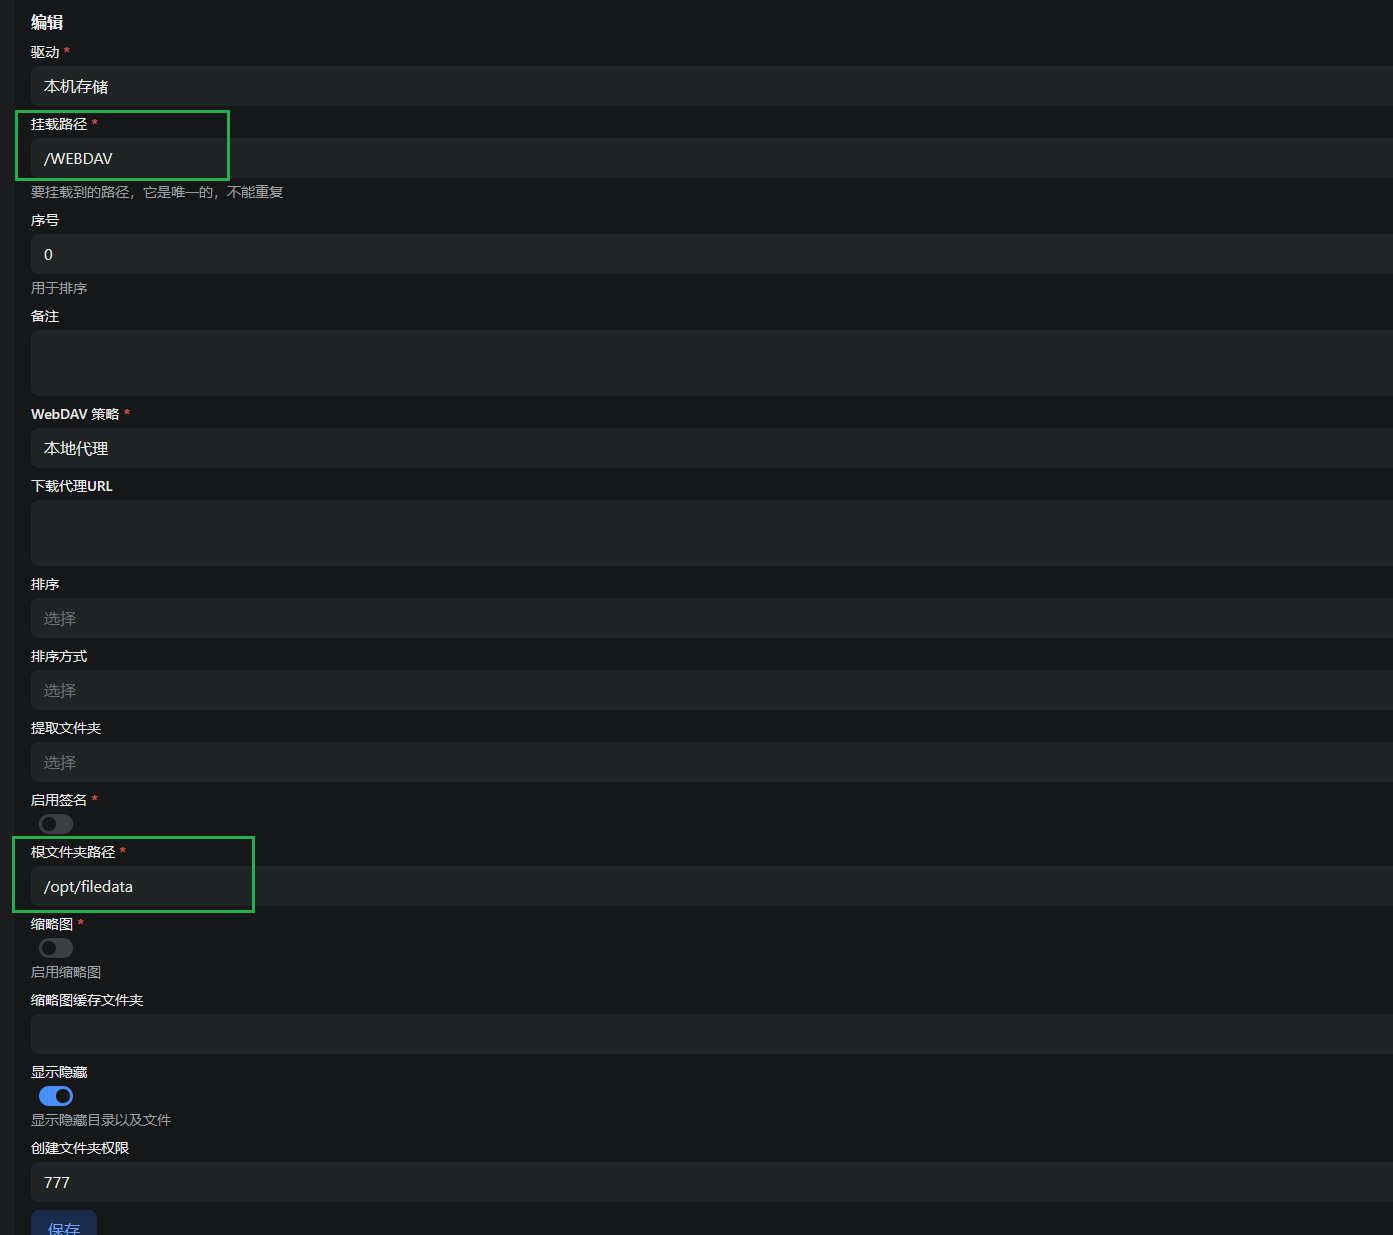 编辑
驱动 *
本机存储
挂载路径 *
/WEBDAV
要挂载到的路径，它是唯一的，不能重复
序号
0
用于排序
备注
WebDAV 策略 *
本地代理
下载代理URL
排序
选择
排序方式
选择
提取文件夹
选择
启用签名 *
根文件夹路径 *
/opt/filedata
缩略图 *
启用缩略图
缩略图缓存文件夹
显示隐藏
显示隐藏目录以及文件
创建文件夹权限
777
保存